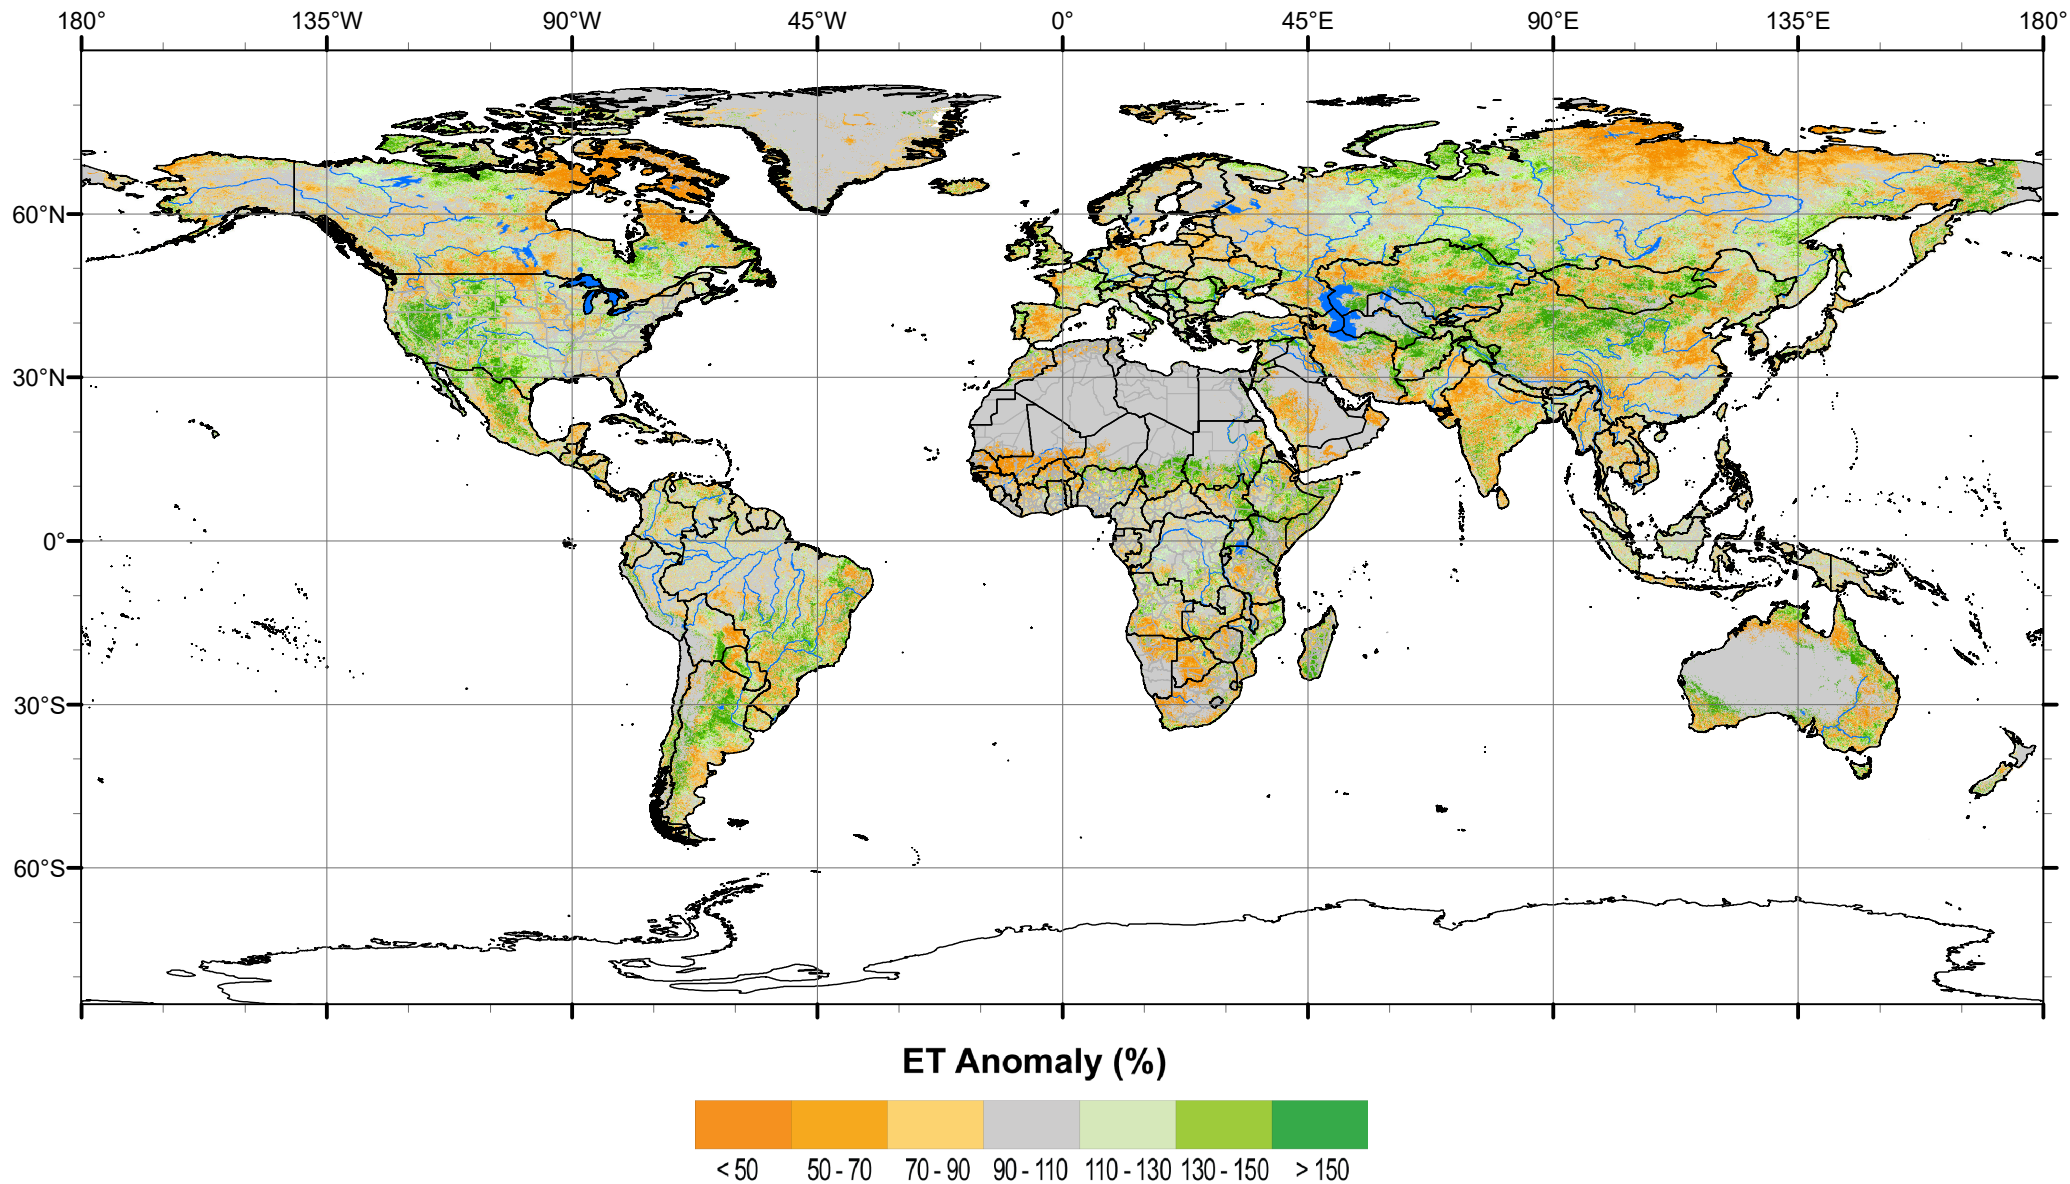 180° 135°W 90°W 45°W 0° 45°E 90°E 135°E 180°
60°N
30°N
0°
30°S
60°S
ET Anomaly (%)
< 50 50 - 70 70 - 90 90 - 110 110 - 130 130 - 150 > 150